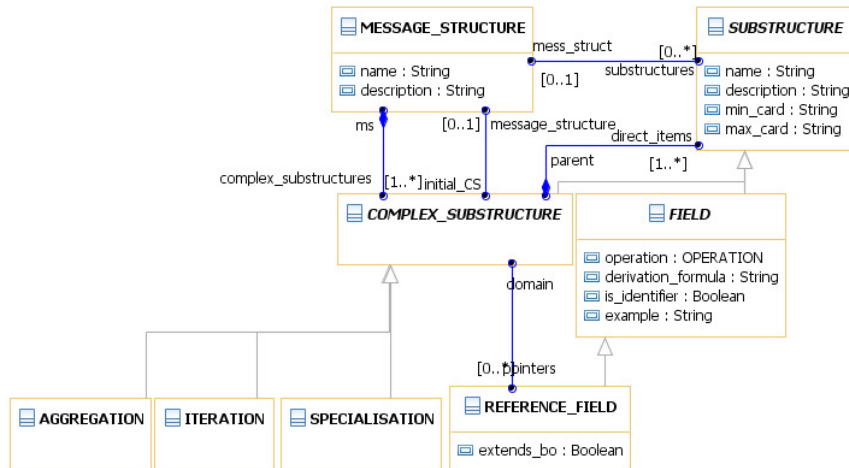 MESSAGE_STRUCTURE
name : String
description : String
mess_struct
[0..1]
[0..*]
substructures
SUBSTRUCTURE
name : String
description : String
min_card : String
max_card : String
ms
[0..1]
message_structure
direct_items
parent
[1..*]
complex_substructures
[1..*]
initial_CS
COMPLEX_SUBSTRUCTURE
FIELD
operation : OPERATION
derivation_formula : String
is_identifier : Boolean
example : String
domain
[0..*]
pointers
AGGREGATION
ITERATION
SPECIALISATION
REFERENCE_FIELD
extends_bo : Boolean